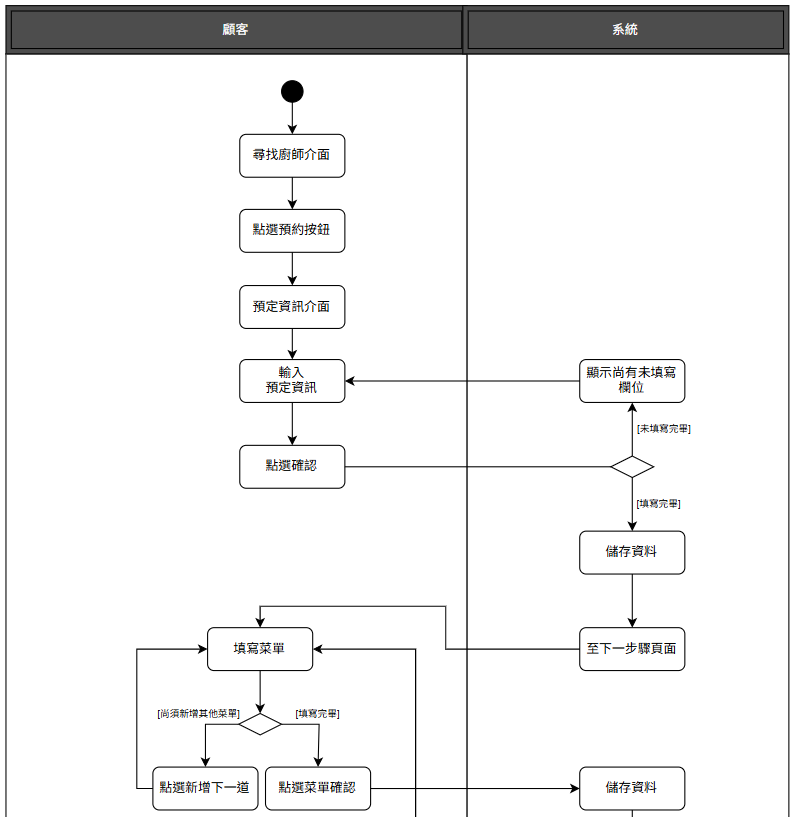 顧客
系統
尋找廚師介面
點選預約按鈕
預定資訊介面
輸入
預定資訊
顯示尚有未填寫
欄位
[未填寫完畢]
點選確認
[填寫完畢]
儲存資料
填寫菜單
至下一步驟頁面
[尚須新增其他菜單]
[填寫完畢]
點選新增下一道
點選菜單確認
儲存資料